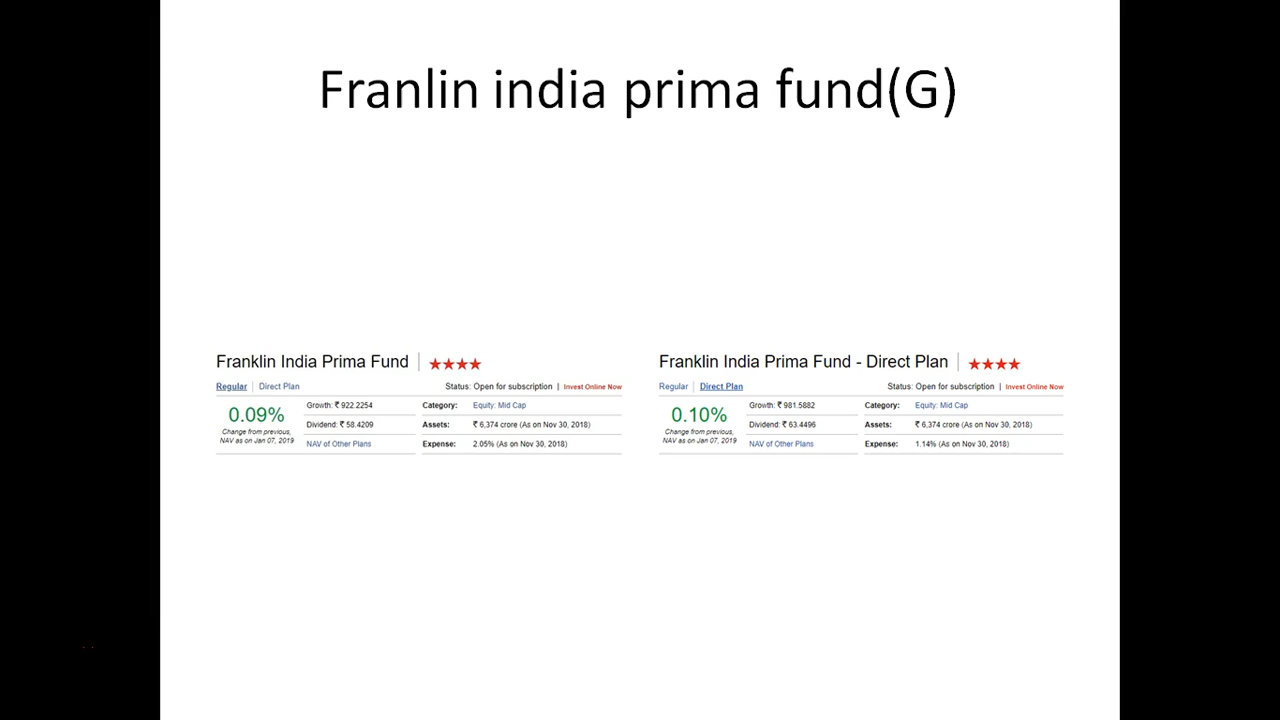 Franlin india prima fund(G)
Franklin India Prima Fund ★★★★
Regular | Direct Plan Status: Open for subscription | Invest Online Now
0.09%
Change from previous,
NAV as on Jan 07, 2019
Growth: ₹ 922.2254
Dividend: ₹ 58.4209
NAV of Other Plans
Category: Equity: Mid Cap
Assets: ₹ 6,374 crore (As on Nov 30, 2018)
Expense: 2.05% (As on Nov 30, 2018)
Franklin India Prima Fund - Direct Plan ★★★★
Regular | Direct Plan Status: Open for subscription | Invest Online Now
0.10%
Change from previous,
NAV as on Jan 07, 2019
Growth: ₹ 981.5882
Dividend: ₹ 63.4496
NAV of Other Plans
Category: Equity: Mid Cap
Assets: ₹ 6,374 crore (As on Nov 30, 2018)
Expense: 1.14% (As on Nov 30, 2018)